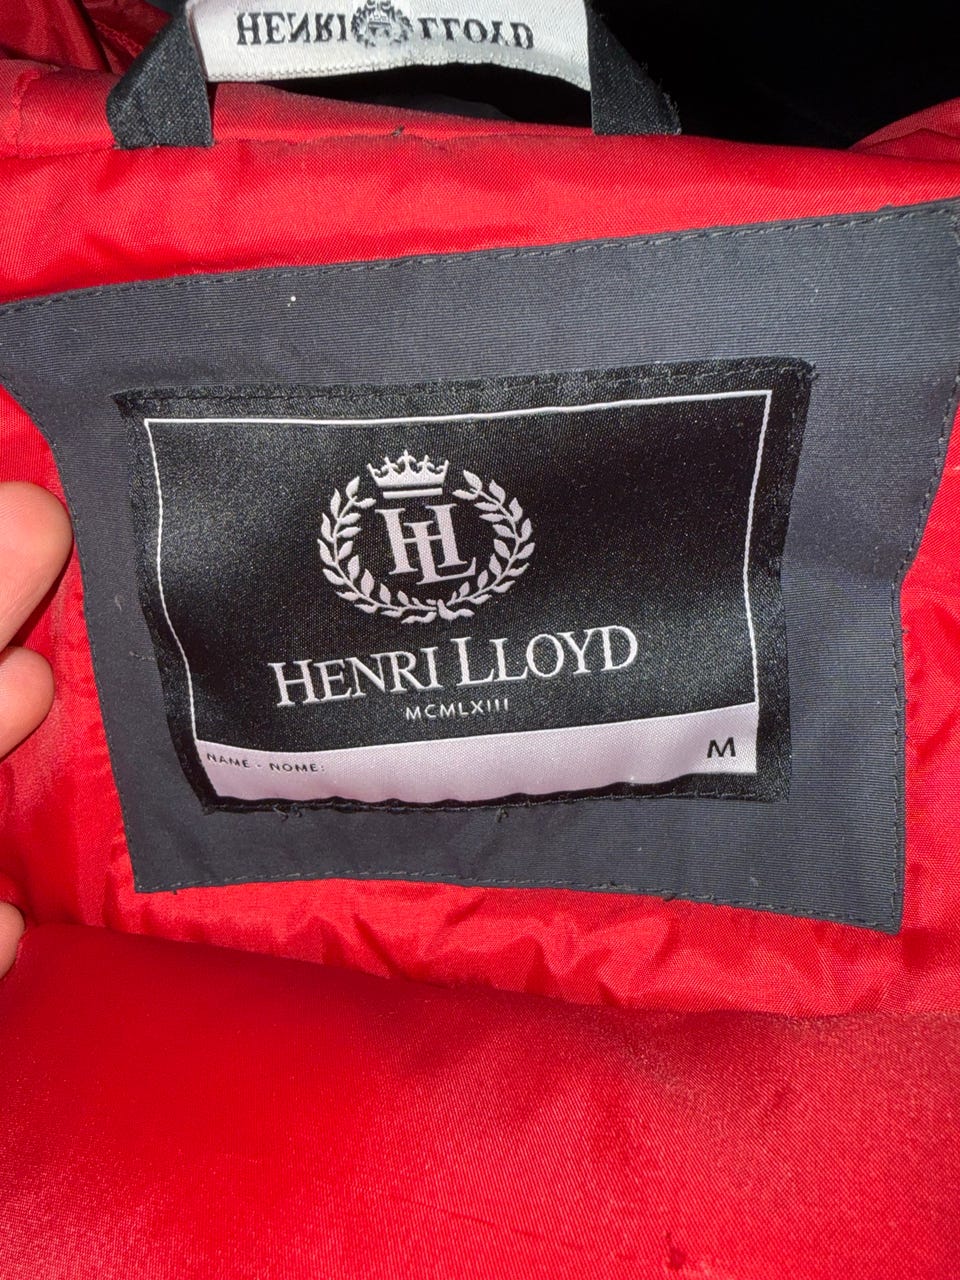 HENRI LLOYD
HL
HENRI LLOYD
MCMLXIII
NAME - NOME:
M